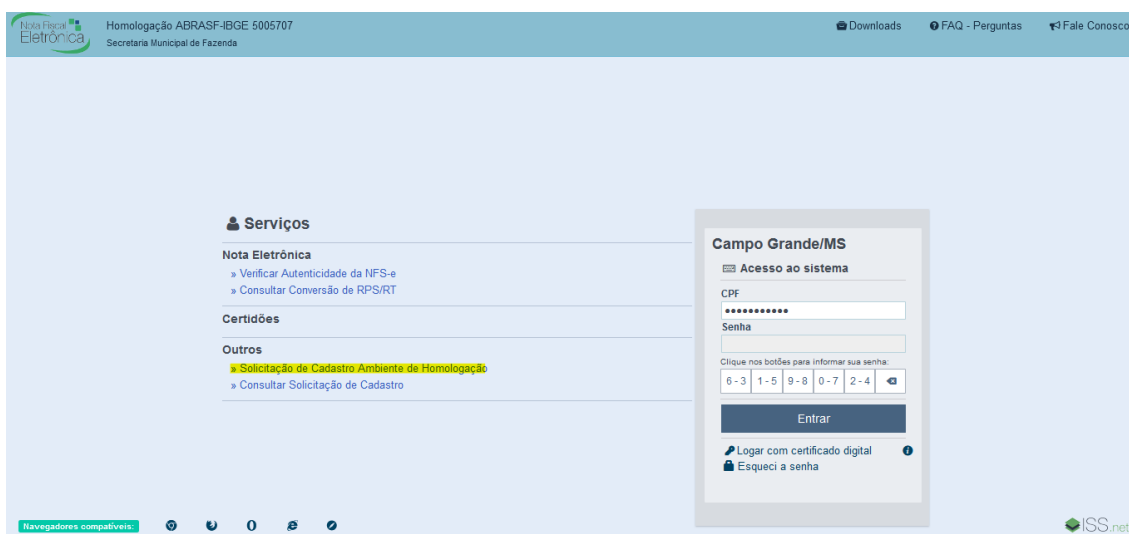 Nota Fiscal
Eletrônica
Homologação ABRASF-IBGE 5005707
Secretaria Municipal de Fazenda
Downloads
FAQ - Perguntas
Fale Conosco
Serviços
Nota Eletrônica
» Verificar Autenticidade da NFS-e
» Consultar Conversão de RPS/RT
Certidões
Outros
» Solicitação de Cadastro Ambiente de Homologação
» Consultar Solicitação de Cadastro
Campo Grande/MS
Acesso ao sistema
CPF
•••••••••••
Senha
Clique nos botões para informar sua senha:
6 - 3 1 - 5 9 - 8 0 - 7 2 - 4
Entrar
Logar com certificado digital
Esqueci a senha
Navegadores compatíveis:
ISS.net